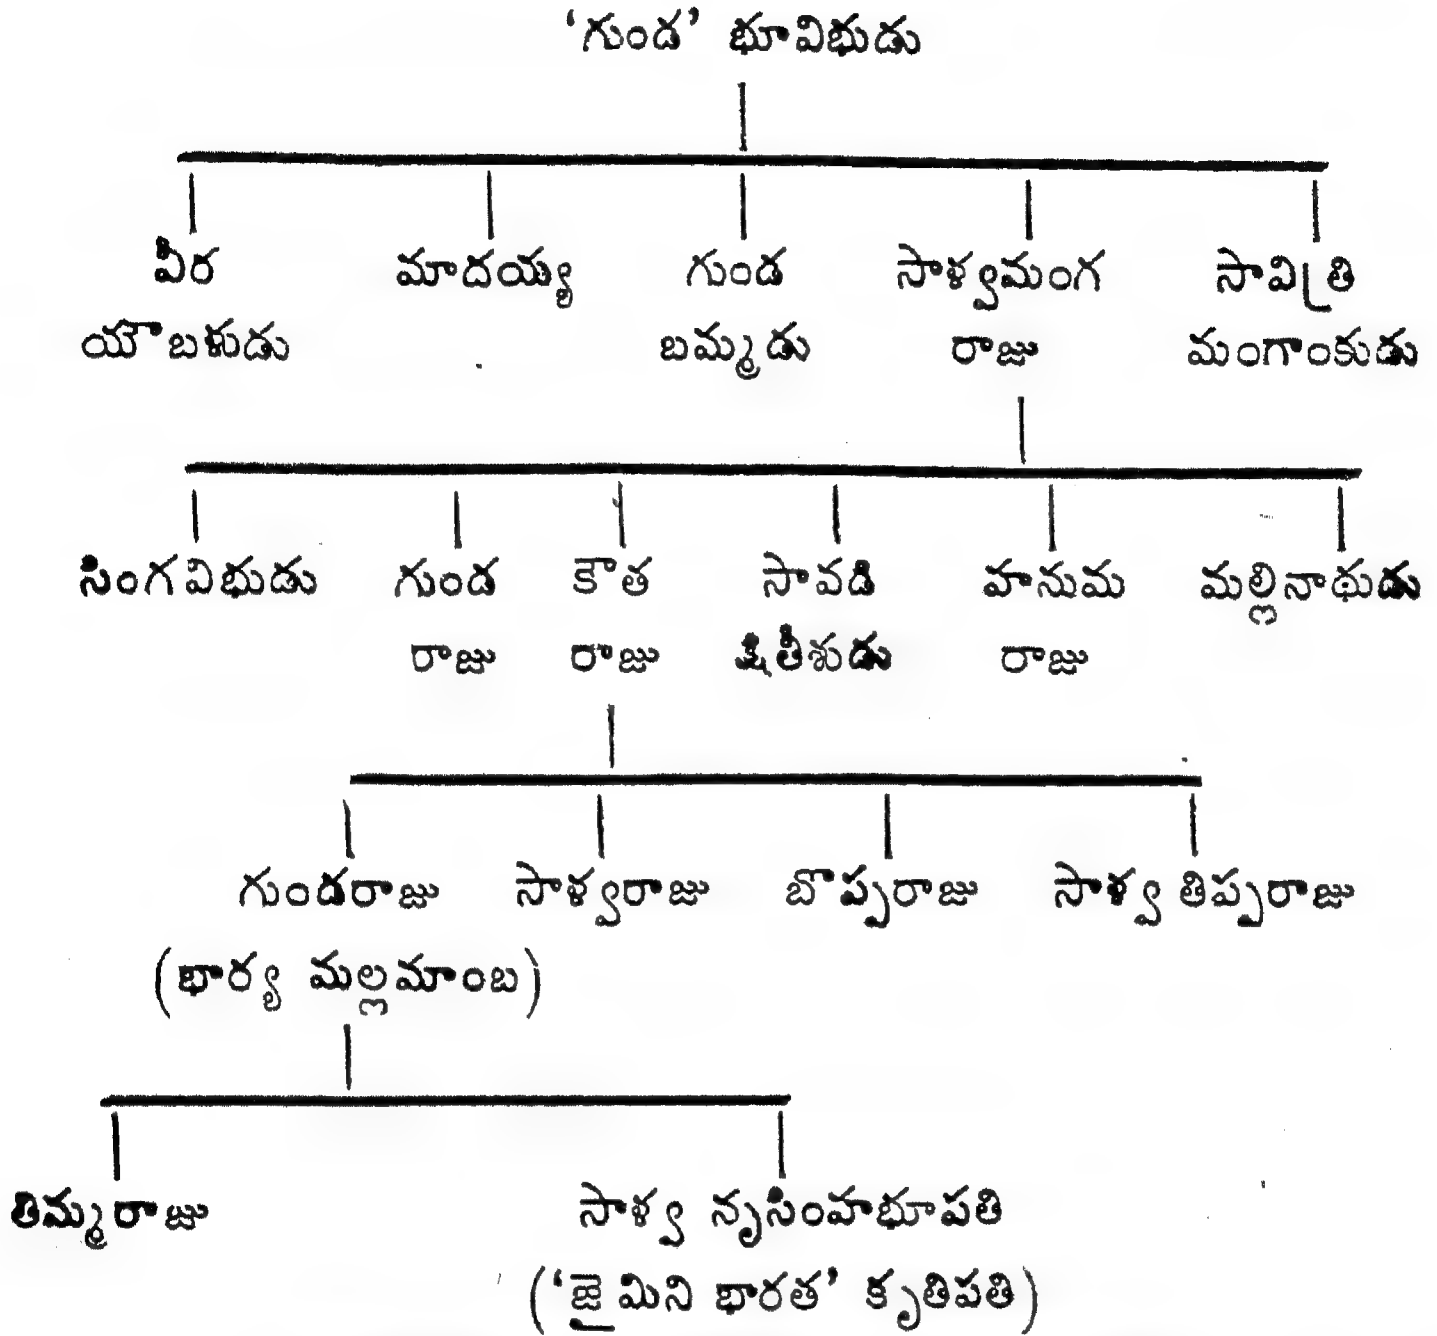 ‘గుండ’ భూవిభుడు
వీర మాదయ్య గుండ సాళ్వమంగ సావిత్రి
యౌబళుడు బమ్మడు రాజు మంగాంకుడు
సింగవిభుడు గుండ కౌత సావడి హనుమ మల్లినాథుడు
రాజు రాజు క్షితీశుడు రాజు
గుండరాజు సాళ్వరాజు బొప్పరాజు సాళ్వ తిప్పరాజు
(భార్య మల్లమాంబ)
తిమ్మరాజు సాళ్వ నృసింహభూపతి
(‘జైమిని భారత’ కృతిపతి)